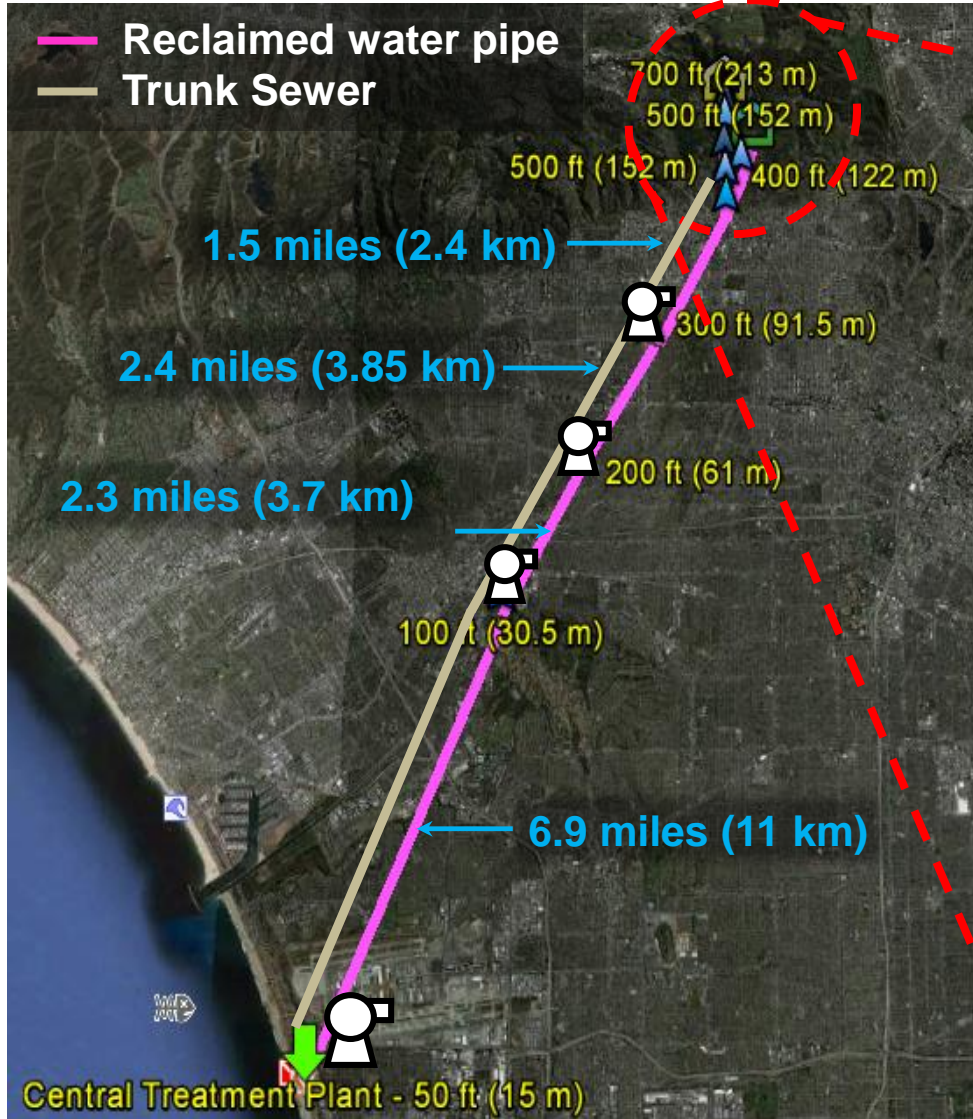 Reclaimed water pipe
Trunk Sewer
700 ft (213 m)
500 ft (152 m)
500 ft (152 m)
400 ft (122 m)
1.5 miles (2.4 km)
300 ft (91.5 m)
2.4 miles (3.85 km)
200 ft (61 m)
2.3 miles (3.7 km)
100 ft (30.5 m)
6.9 miles (11 km)
Central Treatment Plant - 50 ft (15 m)